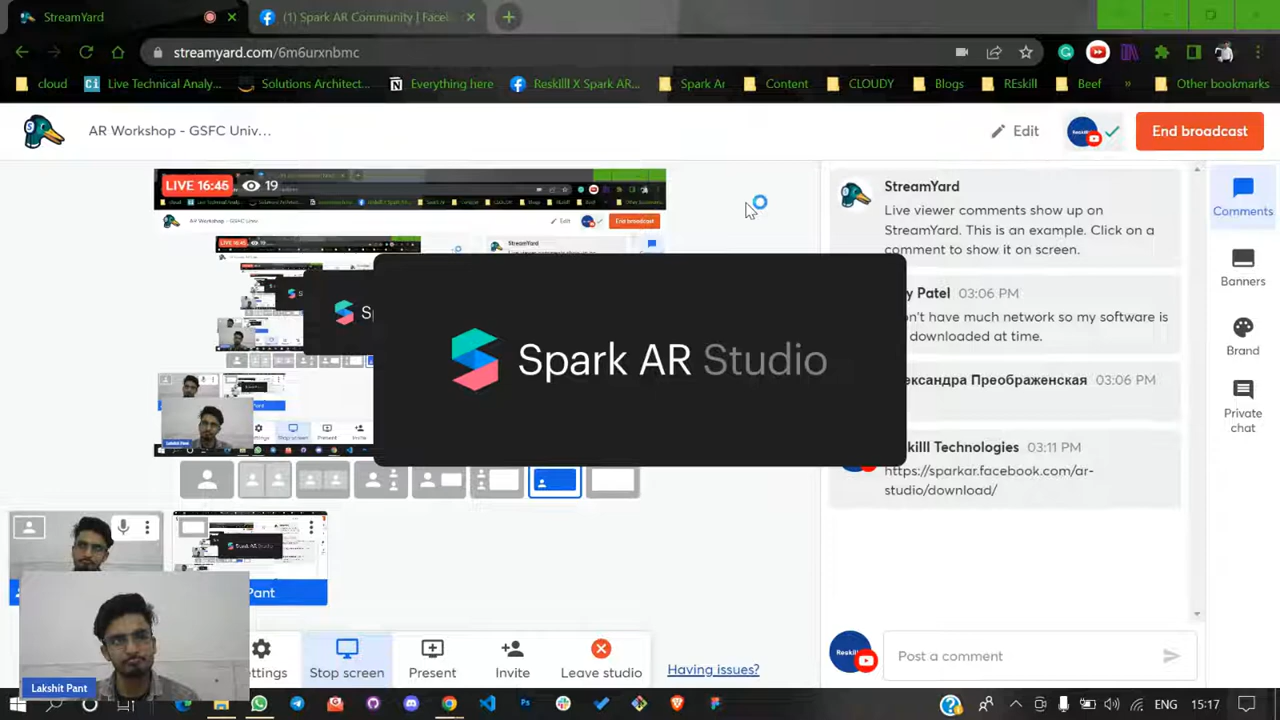 StreamYard
(1) Spark AR Community | Faceb
streamyard.com/6m6urxnbmc
cloud
Live Technical Analy...
Solutions Architect...
Everything here
Reskilll X Spark AR...
Spark Ar
Content
CLOUDY
Blogs
REskill
Beef
»
Other bookmarks
AR Workshop - GSFC Univ...
Edit
End broadcast
LIVE 16:45
19
StreamYard
Live viewer comments show up on
StreamYard. This is an example. Click on a
comment to show it on screen.
y Patel 03:06 PM
n't have much network so my software is
downloaded at time.
лександра Преображенская 03:06 PM
killl Technologies 03:11 PM
https://sparkar.facebook.com/ar-
studio/download/
Post a comment
Comments
Banners
Brand
Private
chat
Spark AR Studio
Pant
Lakshit Pant
ettings
Stop screen
Present
Invite
Leave studio
Having issues?
ENG
15:17